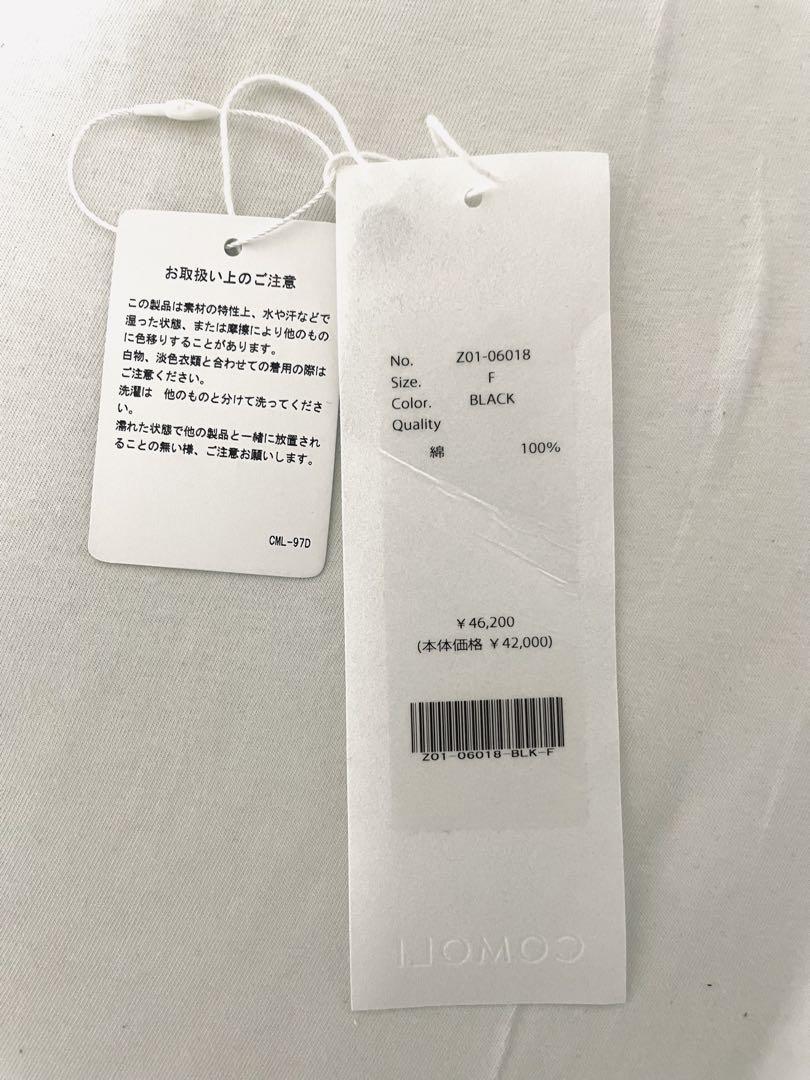 お取扱い上のご注意
この製品は素材の特性上、水や汗などで
湿った状態、または摩擦により他のもの
に色移りすることがあります。
白物、淡色衣類と合わせての着用の際は
ご注意ください。
洗濯は 他のものと分けて洗ってくださ
い。
濡れた状態で他の製品と一緒に放置され
ることの無い様、ご注意お願いします。
CML-97D
No. Z01-06018
Size. F
Color. BLACK
Quality
綿 100%
¥46,200
(本体価格 ¥42,000)
Z01-06018-BLK-F
COMOLI